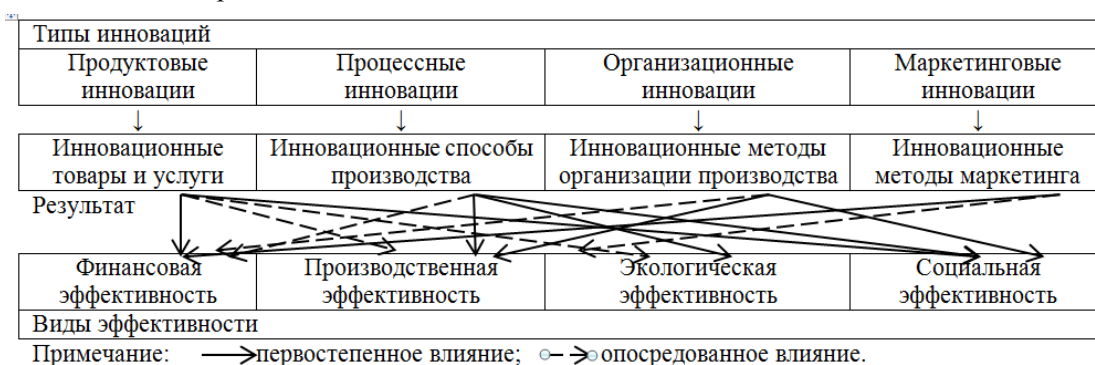 Типы инноваций
Продуктовые инновации
Процессные инновации
Организационные инновации
Маркетинговые инновации
↓ ↓ ↓ ↓
Инновационные товары и услуги
Инновационные способы производства
Инновационные методы организации производства
Инновационные методы маркетинга
Результат
Финансовая эффективность
Производственная эффективность
Экологическая эффективность
Социальная эффективность
Виды эффективности
Примечание: первостепенное влияние; опосредованное влияние.